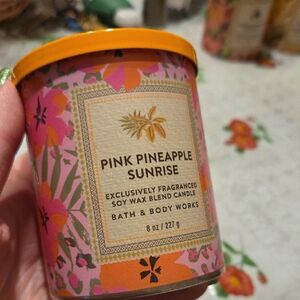 PINK PINEAPPLE
SUNRISE
EXCLUSIVELY FRAGRANCED
SOY WAX BLEND CANDLE
BATH & BODY WORKS
8 oz / 227 g